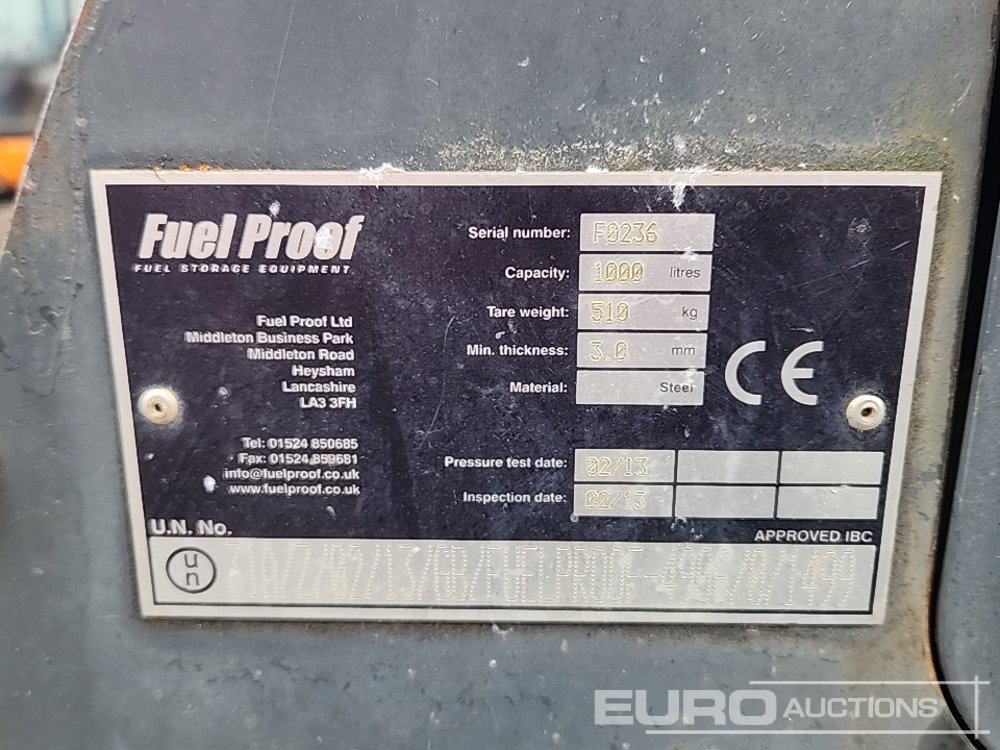 Fuel Proof
FUEL STORAGE EQUIPMENT
Fuel Proof Ltd
Middleton Business Park
Middleton Road
Heysham
Lancashire
LA3 3FH
Tel: 01524 850685
Fax: 01524 859681
info@fuelproof.co.uk
www.fuelproof.co.uk
Serial number: F0236
Capacity: 1000 litres
Tare weight: 510 kg
Min. thickness: 3.0 mm
Material: Steel
CE
Pressure test date: 02/13
Inspection date: 02/13
U.N. No.
APPROVED IBC
un
EURO AUCTIONS